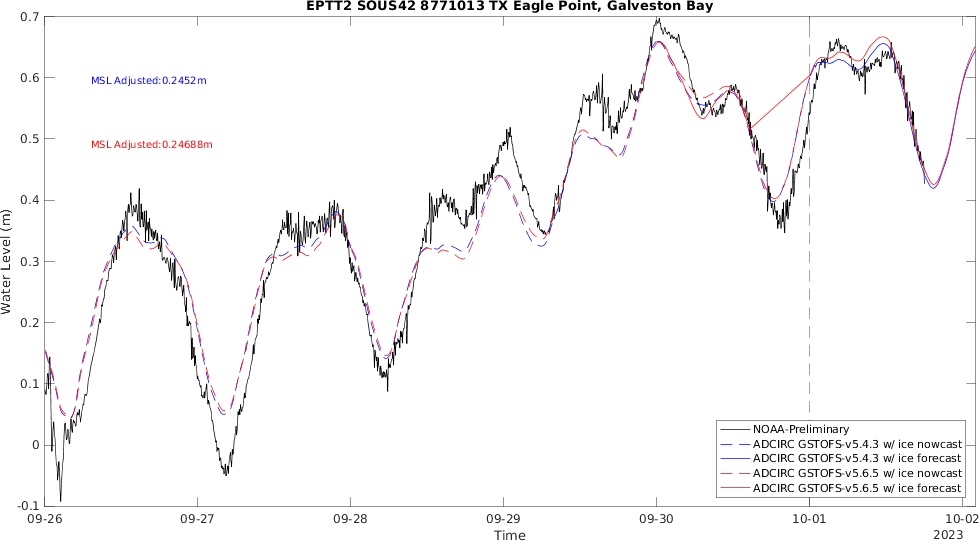 EPTT2 SOUS42 8771013 TX Eagle Point, Galveston Bay
0.7
0.6
0.5
0.4
0.3
0.2
0.1
0
-0.1
Water Level (m)
MSL Adjusted:0.2452m
MSL Adjusted:0.24688m
NOAA-Preliminary
ADCIRC GSTOFS-v5.4.3 w/ ice nowcast
ADCIRC GSTOFS-v5.4.3 w/ ice forecast
ADCIRC GSTOFS-v5.6.5 w/ ice nowcast
ADCIRC GSTOFS-v5.6.5 w/ ice forecast
09-26 09-27 09-28 09-29 09-30 10-01 10-02
Time
2023